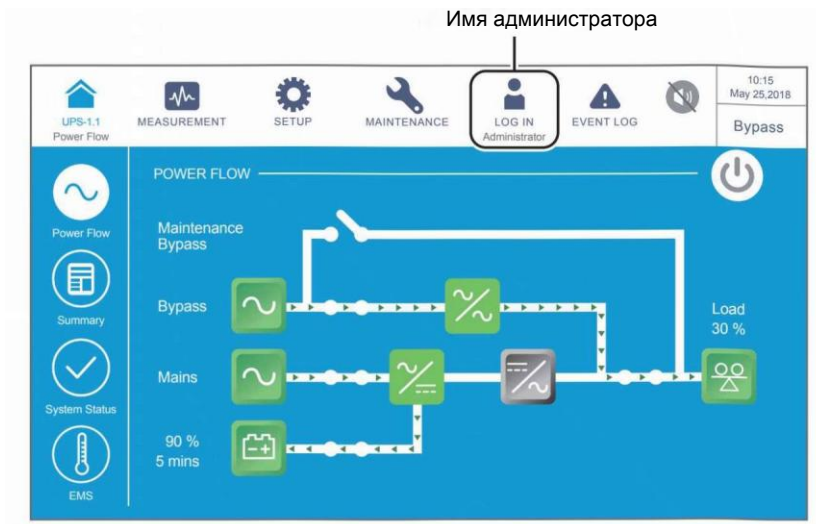 Имя администратора
10:15
May 25,2018
UPS-1.1
Power Flow
MEASUREMENT
SETUP
MAINTENANCE
LOG IN
Administrator
EVENT LOG
Bypass
POWER FLOW
Power Flow
Maintenance
Bypass
Summary
Bypass
Load
30 %
Mains
System Status
90 %
5 mins
EMS